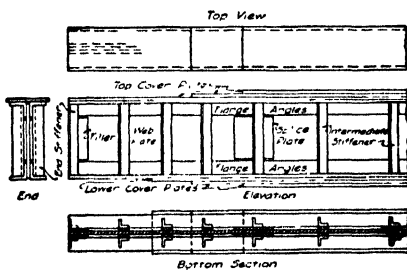 Top View
Top Cover Plates
Flange Angles
End Stiffener
Filler
Web Plate
Splice Plate
Intermediate Stiffener
Flange Angles
Lower Cover Plates
Elevation
End
Bottom Section